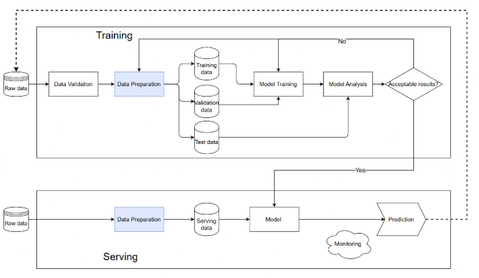 Training
No
Raw data
Data Validation
Data Preparation
Training
data
Validation
data
Test data
Model Training
Model Analysis
Acceptable results?
Yes
Raw data
Data Preparation
Serving
data
Model
Prediction
Monitoring
Serving